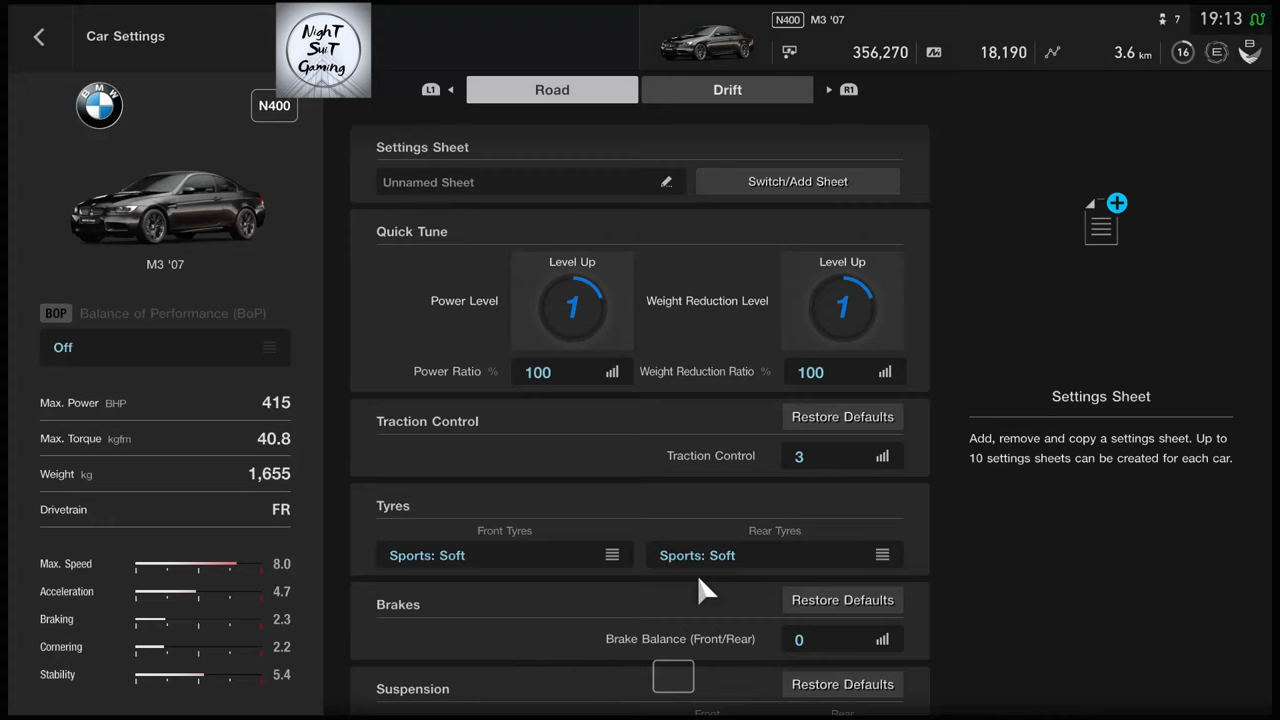 Car Settings
NighT
SuiT
Gaming
N400 M3 '07
7 19:13
356,270 18,190 3.6 km 16 E B
BMW
N400
L1 Road Drift R1
Settings Sheet
Unnamed Sheet Switch/Add Sheet
Quick Tune
Level Up Level Up
Power Level 1 Weight Reduction Level 1
Power Ratio % 100 Weight Reduction Ratio % 100
M3 '07
BOP Balance of Performance (BoP)
Off
Max. Power BHP 415
Max. Torque kgfm 40.8
Weight kg 1,655
Drivetrain FR
Max. Speed 8.0
Acceleration 4.7
Braking 2.3
Cornering 2.2
Stability 5.4
Traction Control Restore Defaults
Traction Control 3
Tyres
Front Tyres Rear Tyres
Sports: Soft Sports: Soft
Brakes Restore Defaults
Brake Balance (Front/Rear) 0
Suspension Restore Defaults
Front Rear
Settings Sheet
Add, remove and copy a settings sheet. Up to
10 settings sheets can be created for each car.